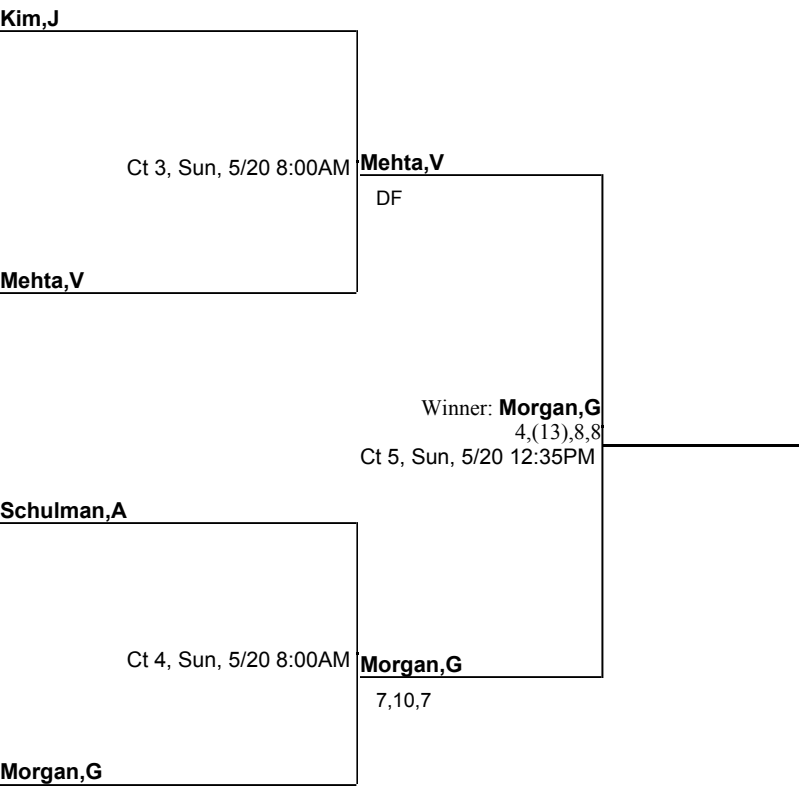 Kim,J
Ct 3, Sun, 5/20 8:00AM
Mehta,V
DF
Mehta,V
Winner: Morgan,G
4,(13),8,8
Ct 5, Sun, 5/20 12:35PM
Schulman,A
Ct 4, Sun, 5/20 8:00AM
Morgan,G
7,10,7
Morgan,G